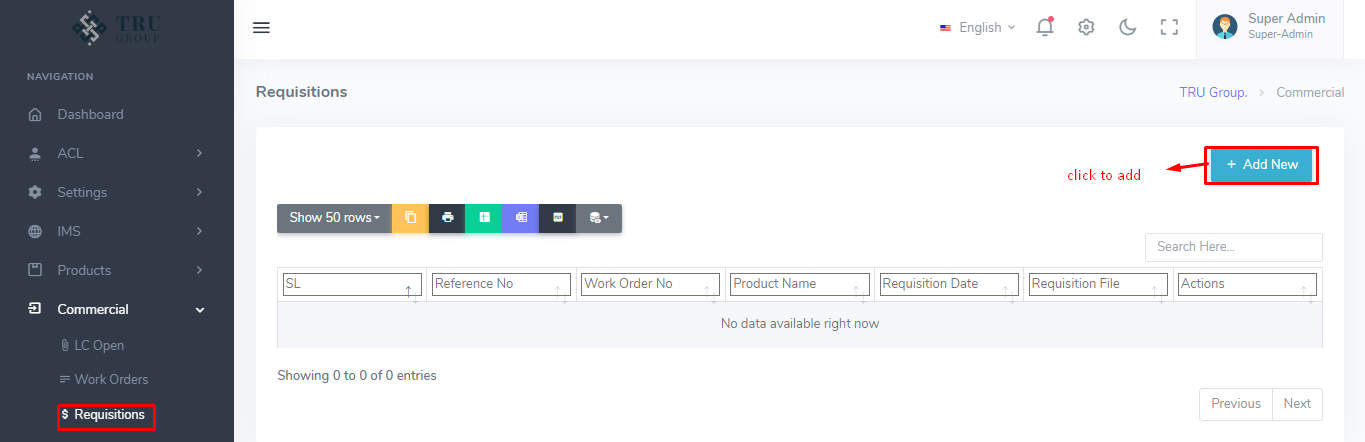 TRU
GROUP
English
Super Admin
Super-Admin
NAVIGATION
Dashboard
ACL
Settings
IMS
Products
Commercial
LC Open
Work Orders
$ Requisitions
Requisitions
TRU Group. > Commercial
+ Add New
click to add
Show 50 rows
PDF
Search Here...
SL
Reference No
Work Order No
Product Name
Requisition Date
Requisition File
Actions
No data available right now
Showing 0 to 0 of 0 entries
Previous
Next